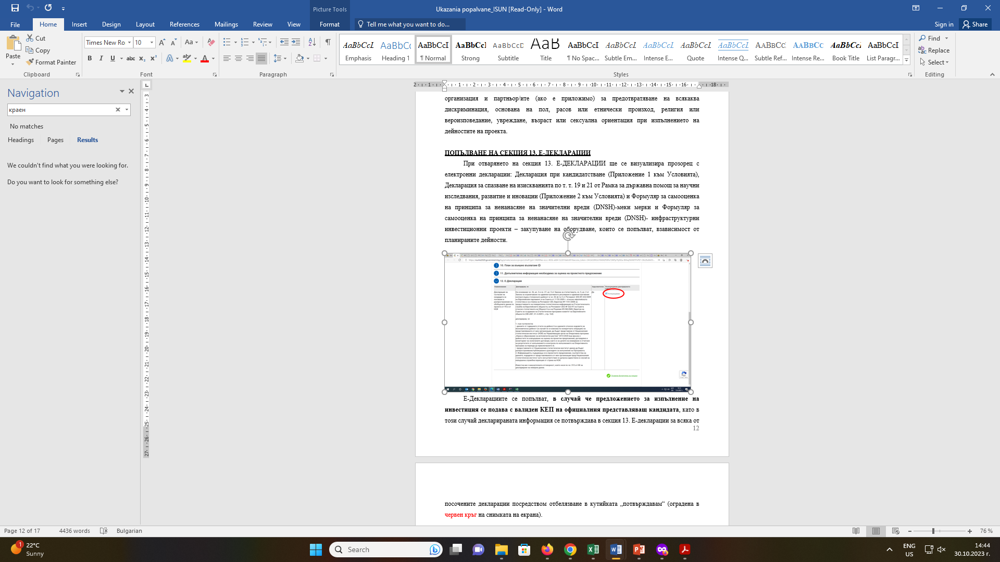 Picture Tools
Ukazania popalvane_ISUN [Read-Only] - Word
File
Home
Insert
Design
Layout
References
Mailings
Review
View
Format
Tell me what you want to do...
Sign in
Share
Paste
Cut
Copy
Format Painter
Clipboard
Times New Ro
10
Font
Paragraph
AaBbCcI Emphasis
AaBbCc Heading 1
AaBbCcI ¶ Normal
AaBbCcI Strong
AaBbCcD Subtitle
AaB Title
AaBbCcI ¶ No Spac...
AaBbCcI Subtle Em...
AaBbCcI Intense E...
AaBbCcI Quote
AaBbCcI Intense Q...
AABBCC Subtle Ref...
AABBCC Intense Re...
AaBbCcI Book Title
AaBbCcI List Paragr...
Styles
Find
Replace
Select
Editing
Navigation
краен
No matches
Headings
Pages
Results
We couldn't find what you were looking for.
Do you want to look for something else?
организация и партньор/ите (ако е приложимо) за предотвратяване на всякаква
дискриминация, основана на пол, расов или етнически произход, религия или
вероизповедание, увреждане, възраст или сексуална ориентация при изпълнението на
дейностите на проекта.
ПОПЪЛВАНЕ НА СЕКЦИЯ 13. Е-ДЕКЛАРАЦИИ
При отварянето на секция 13. Е-ДЕКЛАРАЦИИ ще се визуализира прозорец с
електронни декларации: Декларация при кандидатстване (Приложение 1 към Условията),
Декларация за спазване на изискванията по т. т. 19 и 21 от Рамка за държавна помощ за научни
изследвания, развитие и иновации (Приложение 2 към Условията) и Формуляр за самооценка
на принципа за ненанасяне на значителни вреди (DNSH)-меки мерки и Формуляр за
самооценка на принципа за ненанасяне на значителни вреди (DNSH)- инфраструктурни
инвестиционни проекти – закупуване на оборудване, които се попълват, взависимост от
планираните дейности.
10. План за външно възлагане
11. Допълнителна информация необходима за оценка на проектното предложение
12. Е-Декларации
Е-Декларациите се попълват, в случай че предложението за изпълнение на
инвестиция се подава с валиден КЕП на официалния представляващ кандидата, като в
този случай декларираната информация се потвърждава в секция 13. Е-декларации за всяка от
12
посочените декларации посредством отбелязване в кутийката „потвърждавам“ (оградена в
червен кръг на снимката на екрана).
Page 12 of 17
4436 words
Bulgarian
76 %
1
22°C
Sunny
Search
ENG
US
14:44
30.10.2023 г.